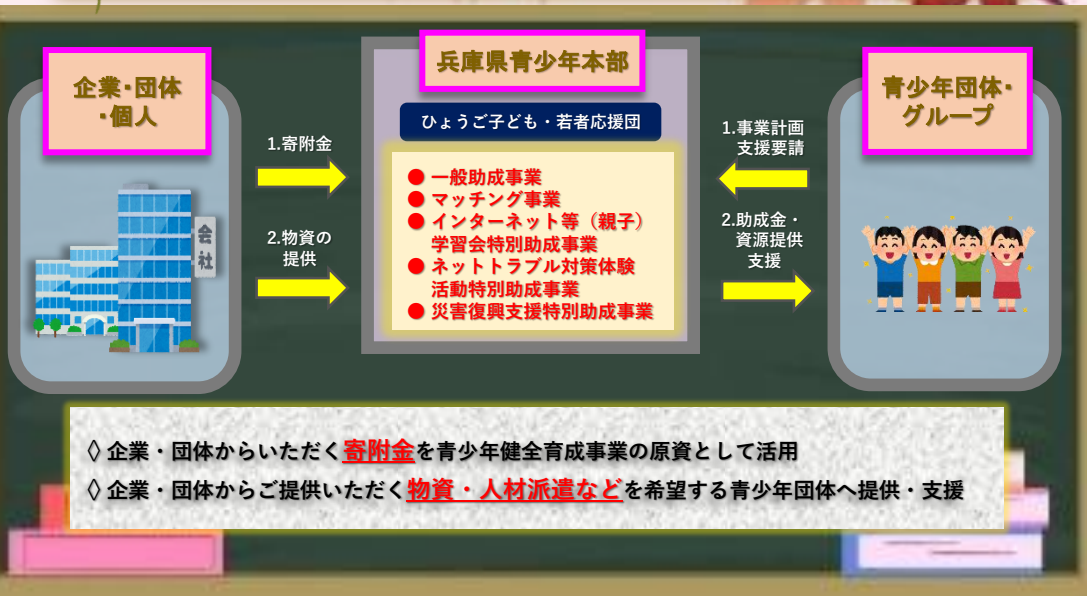 企業・団体
・個人
兵庫県青少年本部
青少年団体・
グループ
ひょうご子ども・若者応援団
1.寄附金
2.物資の
提供
会社
● 一般助成事業
● マッチング事業
● インターネット等（親子）
学習会特別助成事業
● ネットトラブル対策体験
活動特別助成事業
● 災害復興支援特別助成事業
1.事業計画
支援要請
2.助成金・
資源提供
支援
◊ 企業・団体からいただく寄附金を青少年健全育成事業の原資として活用
◊ 企業・団体からご提供いただく物資・人材派遣などを希望する青少年団体へ提供・支援